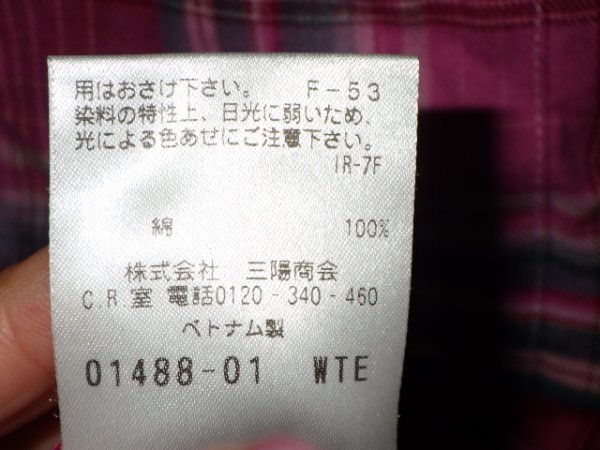 用はおさけ下さい。 F-53
染料の特性上、日光に弱いため、
光による色あせにご注意下さい。
IR-7F
綿 100%
株式会社 三陽商会
C.R.室 電話0120-340-460
ベトナム製
01488-01 WTE